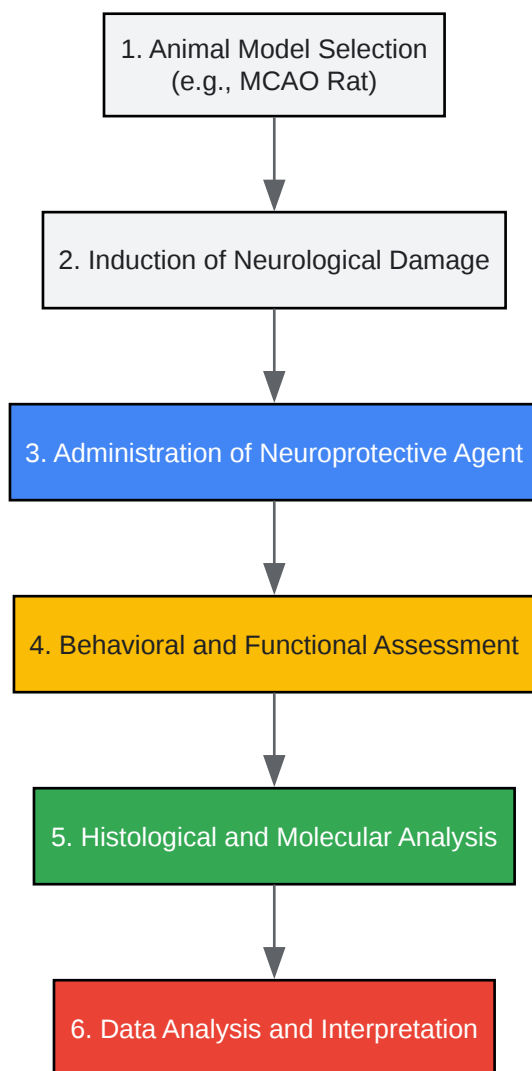 1. Animal Model Selection
(e.g., MCAO Rat)
2. Induction of Neurological Damage
3. Administration of Neuroprotective Agent
4. Behavioral and Functional Assessment
5. Histological and Molecular Analysis
6. Data Analysis and Interpretation